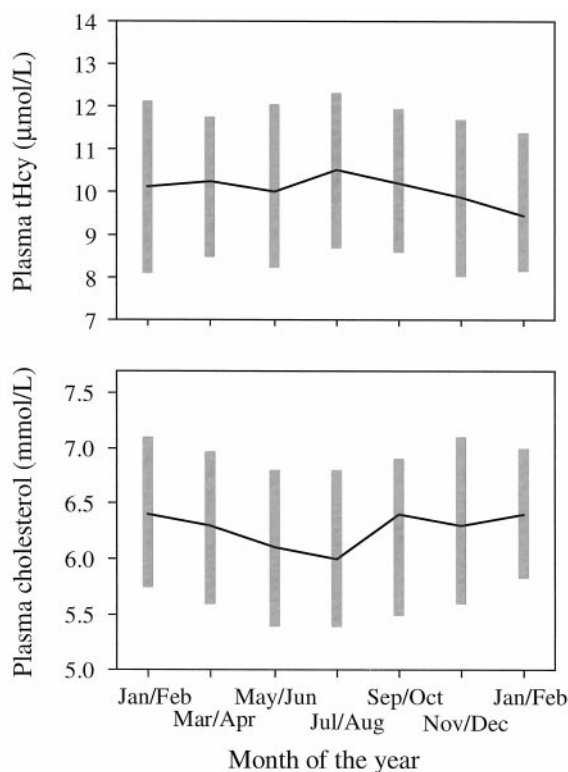 14
13
12
11
10
9
8
7
Plasma tHcy (μmol/L)
7.5
7.0
6.5
6.0
5.5
5.0
Plasma cholesterol (mmol/L)
Jan/Feb May/Jun Sep/Oct Jan/Feb
Mar/Apr Jul/Aug Nov/Dec
Month of the year